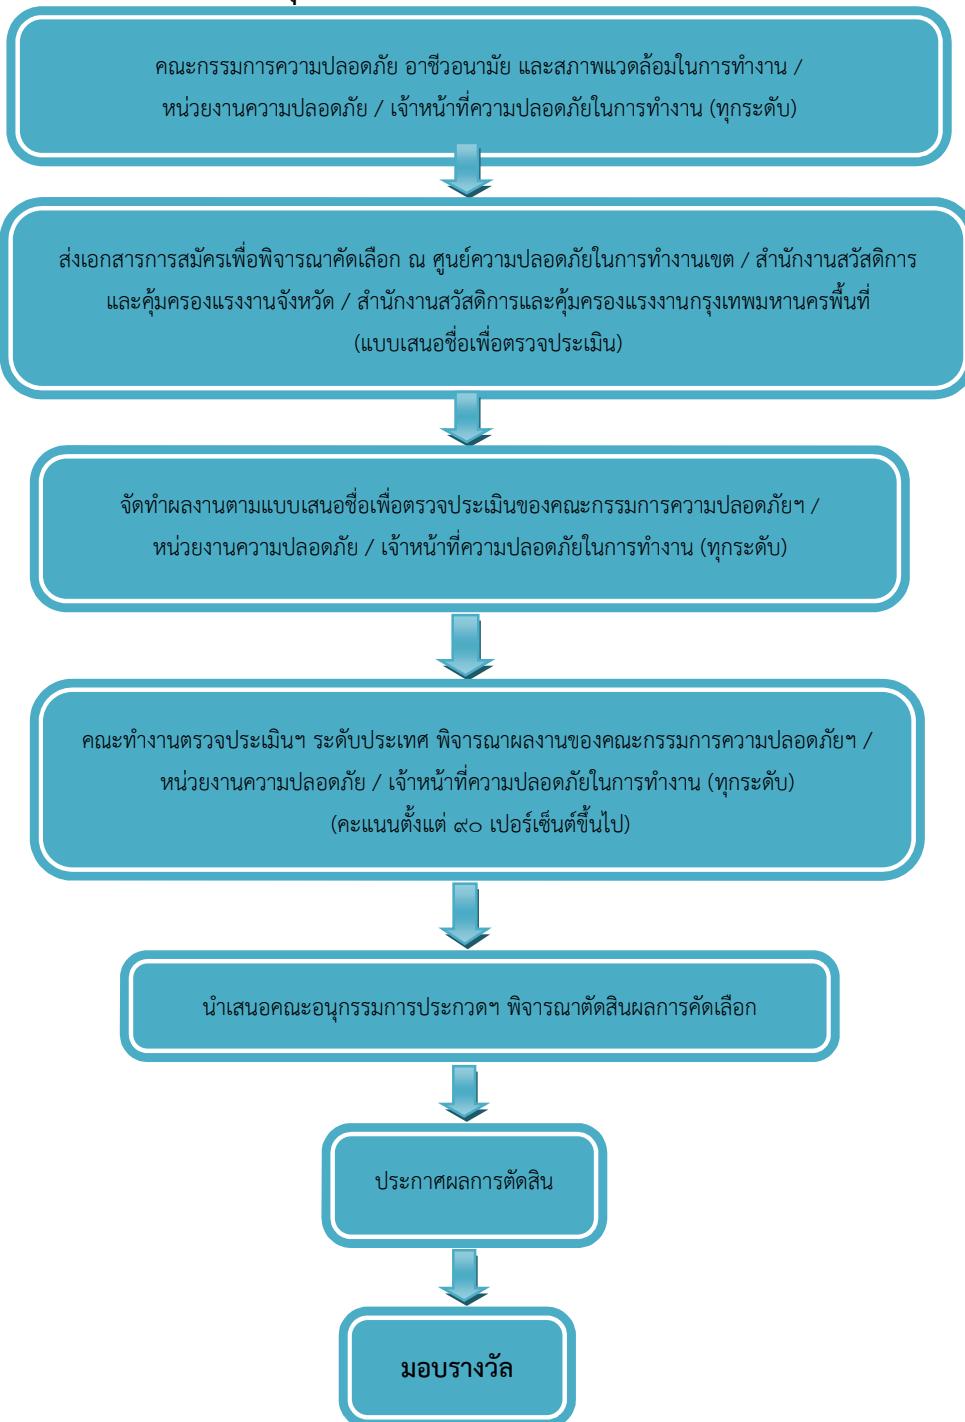 คณะกรรมการความปลอดภัย อาชีวอนามัย และสภาพแวดล้อมในการทำงาน /
หน่วยงานความปลอดภัย / เจ้าหน้าที่ความปลอดภัยในการทำงาน (ทุกระดับ)
ส่งเอกสารการสมัครเพื่อพิจารณาคัดเลือก ณ ศูนย์ความปลอดภัยในการทำงานเขต / สำนักงานสวัสดิการ
และคุ้มครองแรงงานจังหวัด / สำนักงานสวัสดิการและคุ้มครองแรงงานกรุงเทพมหานครพื้นที่
(แบบเสนอชื่อเพื่อตรวจประเมิน)
จัดทำผลงานตามแบบเสนอชื่อเพื่อตรวจประเมินของคณะกรรมการความปลอดภัยฯ /
หน่วยงานความปลอดภัย / เจ้าหน้าที่ความปลอดภัยในการทำงาน (ทุกระดับ)
คณะทำงานตรวจประเมินฯ ระดับประเทศ พิจารณาผลงานของคณะกรรมการความปลอดภัยฯ /
หน่วยงานความปลอดภัย / เจ้าหน้าที่ความปลอดภัยในการทำงาน (ทุกระดับ)
(คะแนนตั้งแต่ ๙๐ เปอร์เซ็นต์ขึ้นไป)
นำเสนอคณะอนุกรรมการประกวดฯ พิจารณาตัดสินผลการคัดเลือก
ประกาศผลการตัดสิน
มอบรางวัล